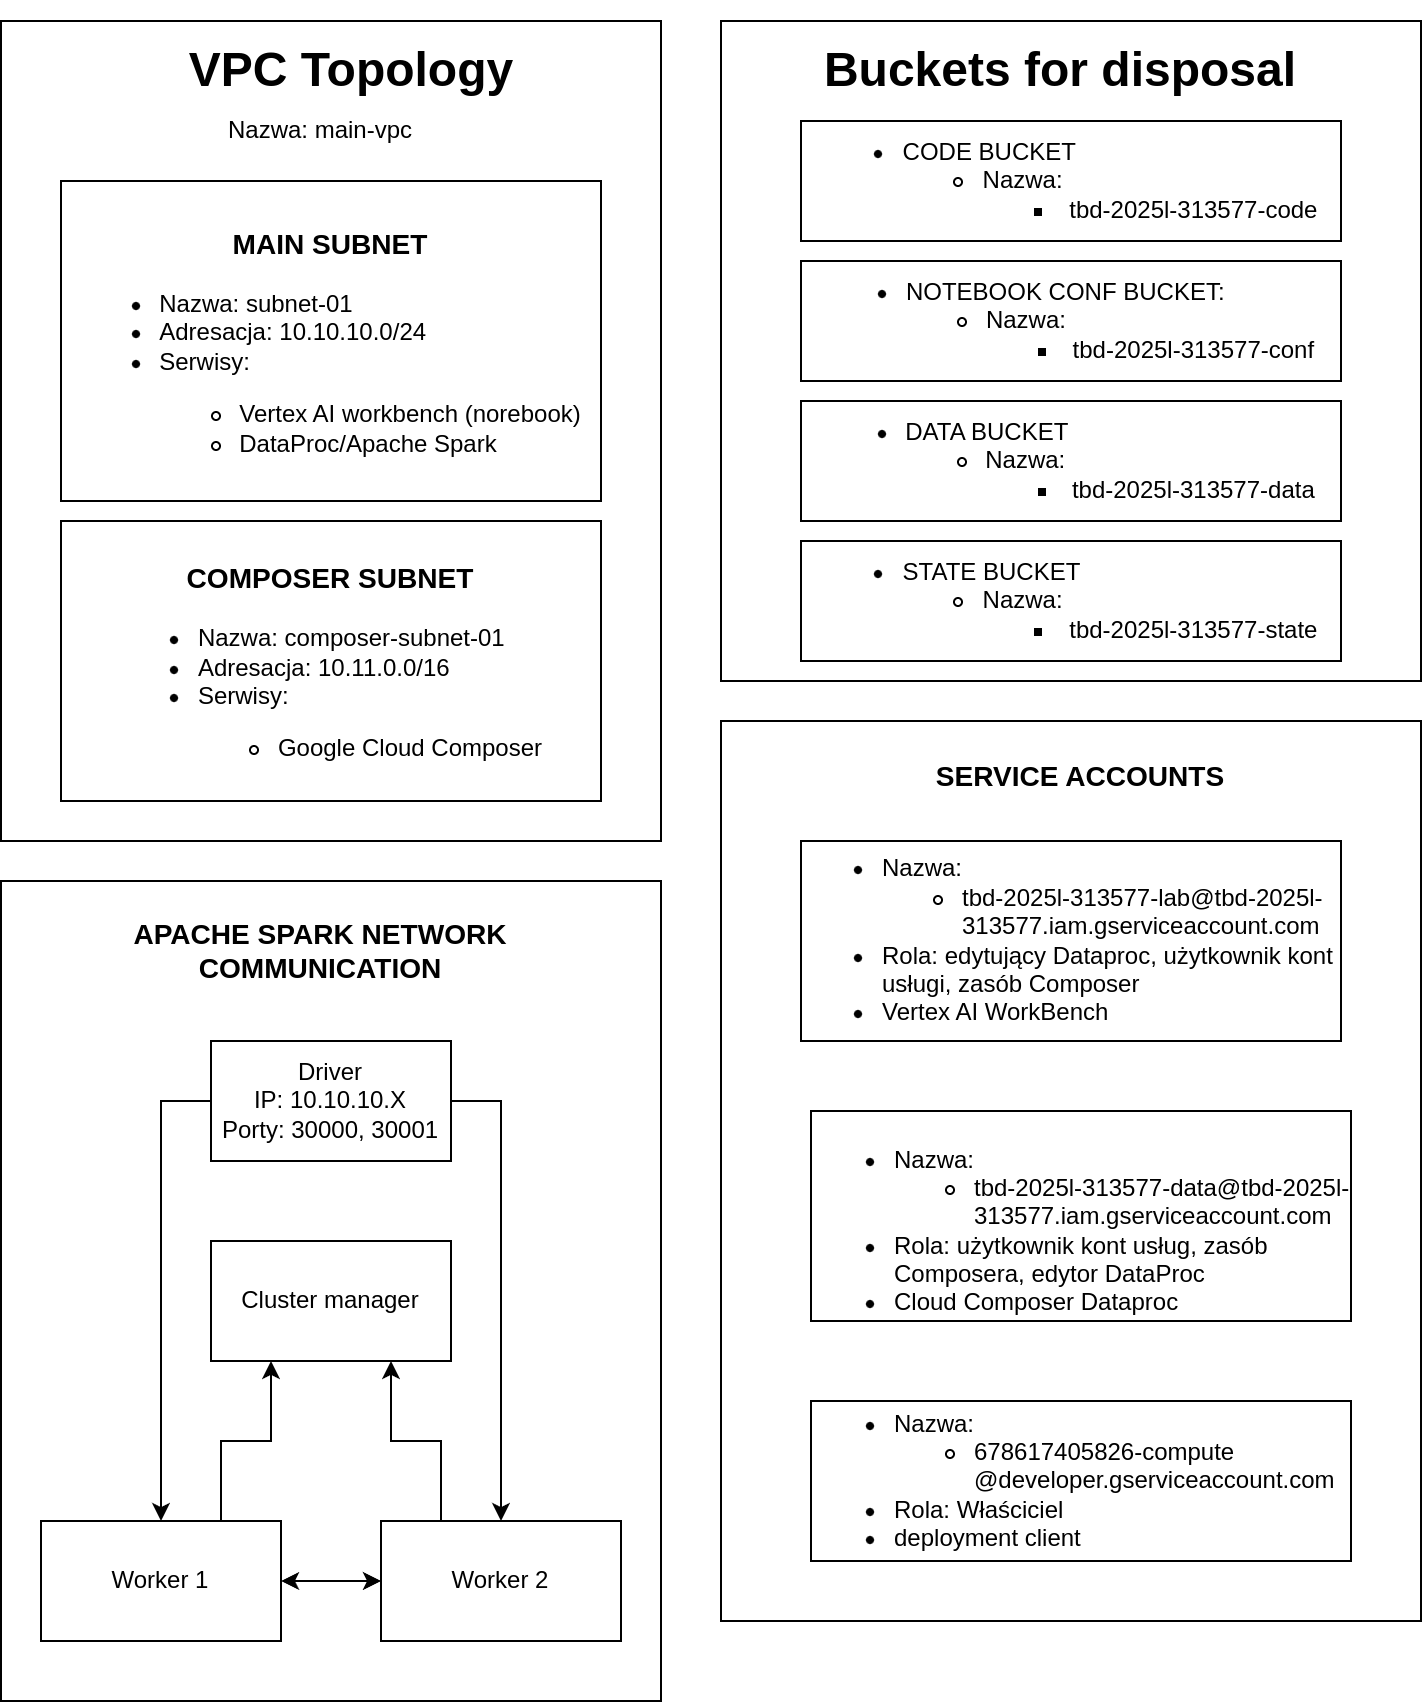 VPC Topology
Nazwa: main-vpc
MAIN SUBNET
Nazwa: subnet-01
Adresacja: 10.10.10.0/24
Serwisy:
Vertex AI workbench (norebook)
DataProc/Apache Spark
COMPOSER SUBNET
Nazwa: composer-subnet-01
Adresacja: 10.11.0.0/16
Serwisy:
Google Cloud Composer
APACHE SPARK NETWORK
COMMUNICATION
Driver
IP: 10.10.10.X
Porty: 30000, 30001
Cluster manager
Worker 1
Worker 2
Buckets for disposal
CODE BUCKET
Nazwa:
tbd-2025l-313577-code
NOTEBOOK CONF BUCKET:
Nazwa:
tbd-2025l-313577-conf
DATA BUCKET
Nazwa:
tbd-2025l-313577-data
STATE BUCKET
Nazwa:
tbd-2025l-313577-state
SERVICE ACCOUNTS
Nazwa:
tbd-2025l-313577-lab@tbd-2025l-
313577.iam.gserviceaccount.com
Rola: edytujący Dataproc, użytkownik kont
usługi, zasób Composer
Vertex AI WorkBench
Nazwa:
tbd-2025l-313577-data@tbd-2025l-
313577.iam.gserviceaccount.com
Rola: użytkownik kont usług, zasób
Composera, edytor DataProc
Cloud Composer Dataproc
Nazwa:
678617405826-compute
@developer.gserviceaccount.com
Rola: Właściciel
deployment client